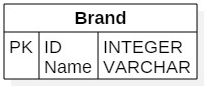 Brand
PK ID INTEGER
Name VARCHAR